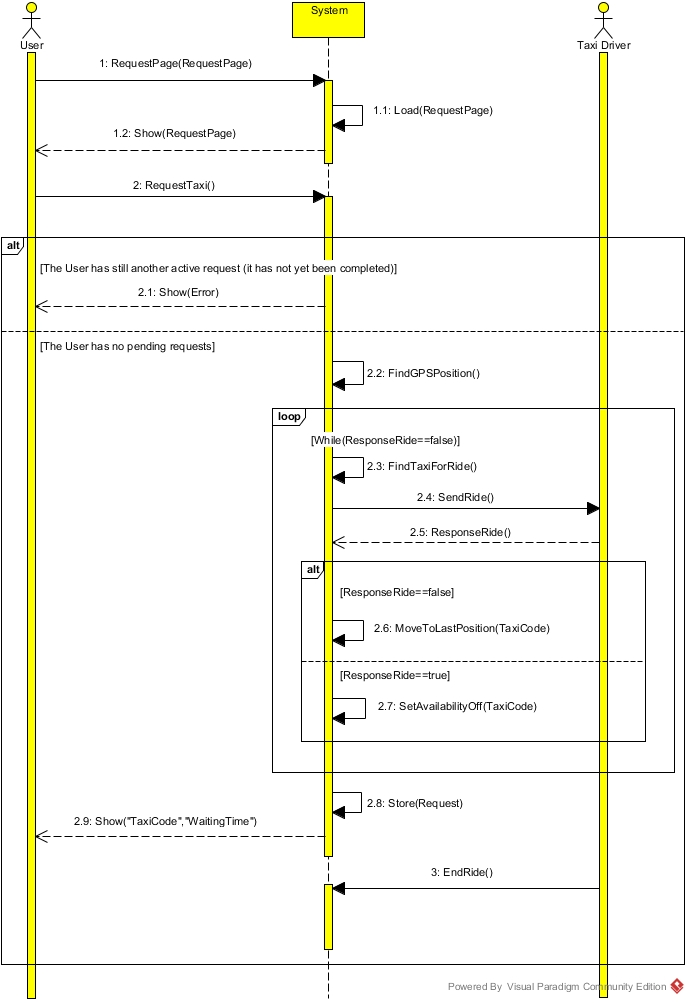 System
User
Taxi Driver
1: RequestPage(RequestPage)
1.1: Load(RequestPage)
1.2: Show(RequestPage)
2: RequestTaxi()
alt
[The User has still another active request (it has not yet been completed)]
2.1: Show(Error)
[The User has no pending requests]
2.2: FindGPSPosition()
loop
[While(ResponseRide==false)]
2.3: FindTaxiForRide()
2.4: SendRide()
2.5: ResponseRide()
alt
[ResponseRide==false]
2.6: MoveToLastPosition(TaxiCode)
[ResponseRide==true]
2.7: SetAvailabilityOff(TaxiCode)
2.8: Store(Request)
2.9: Show("TaxiCode","WaitingTime")
3: EndRide()
Powered By Visual Paradigm Community Edition